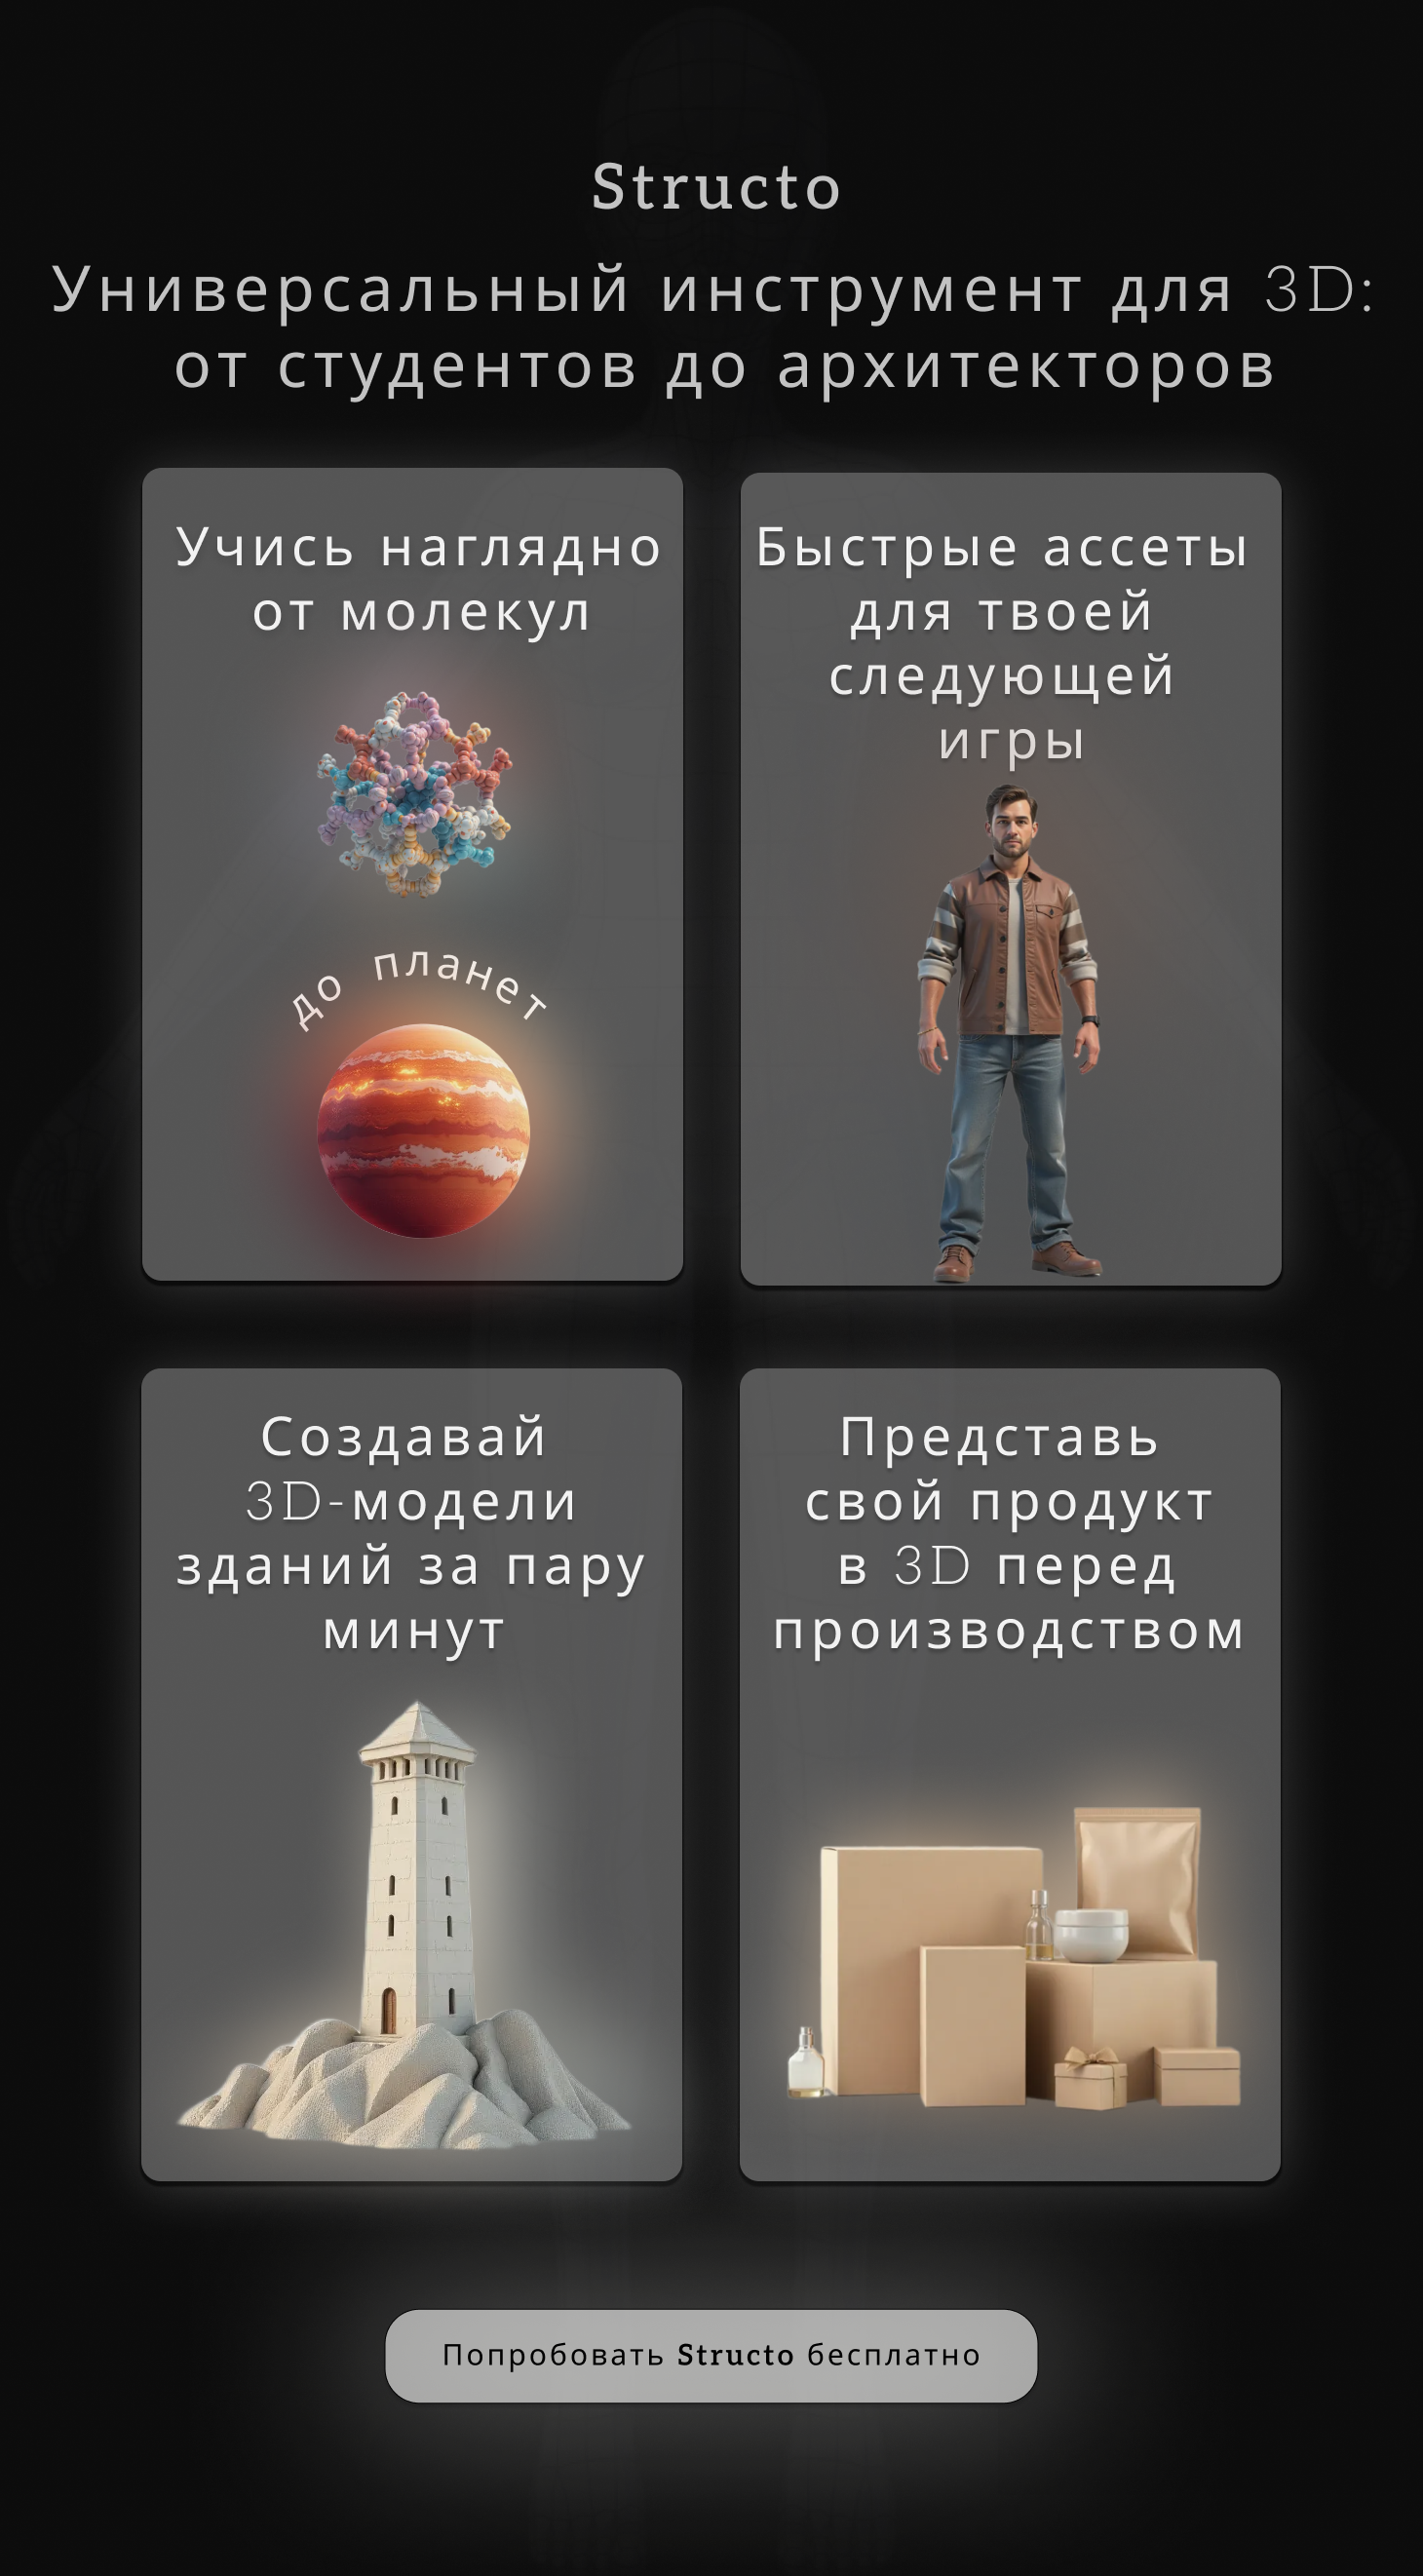 Structo
Универсальный инструмент для 3D:
от студентов до архитекторов
Учись наглядно
от молекул
до планет
Быстрые ассеты
для твоей
следующей
игры
Создавай
3D-модели
зданий за пару
минут
Представь
свой продукт
в 3D перед
производством
Попробовать Structo бесплатно